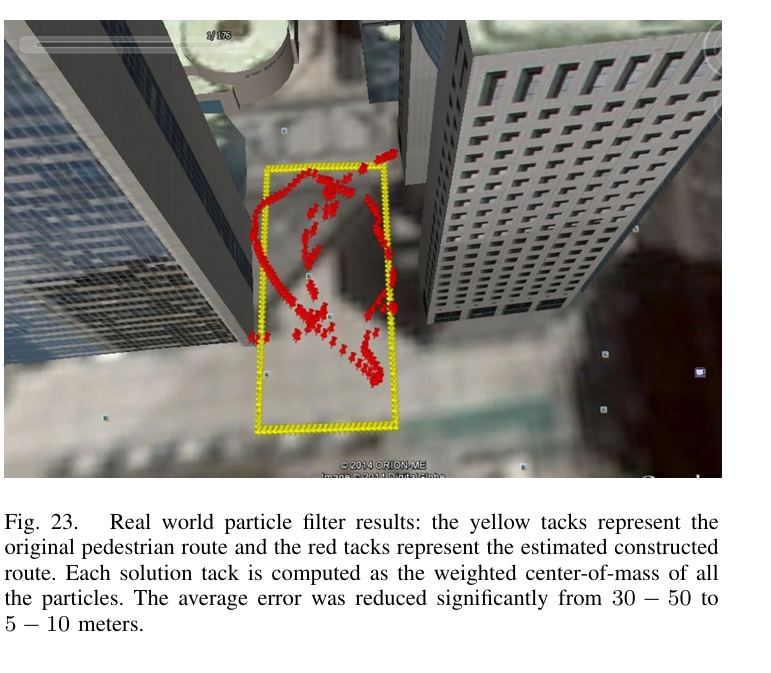 1/ 175
© 2014 ORION-ME
Image © 2014 DigitalGlobe
Fig. 23. Real world particle filter results: the yellow tacks represent the
original pedestrian route and the red tacks represent the estimated constructed
route. Each solution tack is computed as the weighted center-of-mass of all
the particles. The average error was reduced significantly from 30 − 50 to
5 − 10 meters.